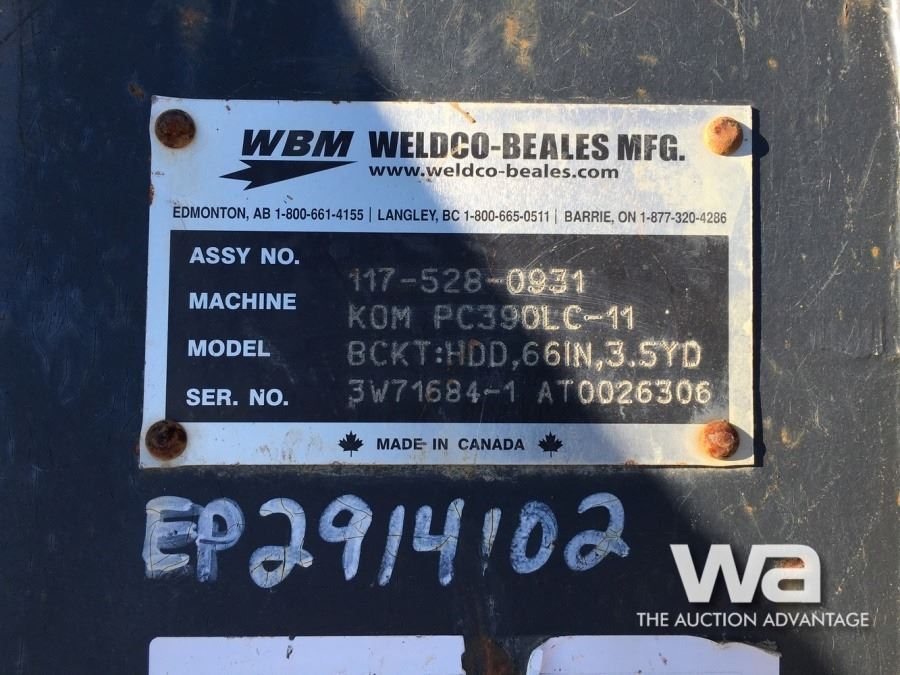 WBM WELDCO-BEALES MFG.
www.weldco-beales.com
EDMONTON, AB 1-800-661-4155 | LANGLEY, BC 1-800-665-0511 | BARRIE, ON 1-877-320-4286
ASSY NO. 117-528-0931
MACHINE KOM PC390LC-11
MODEL BCKT:HDD,66IN,3.5YD
SER. NO. 3W71684-1 AT0026306
MADE IN CANADA
EP2914102
wa
THE AUCTION ADVANTAGE